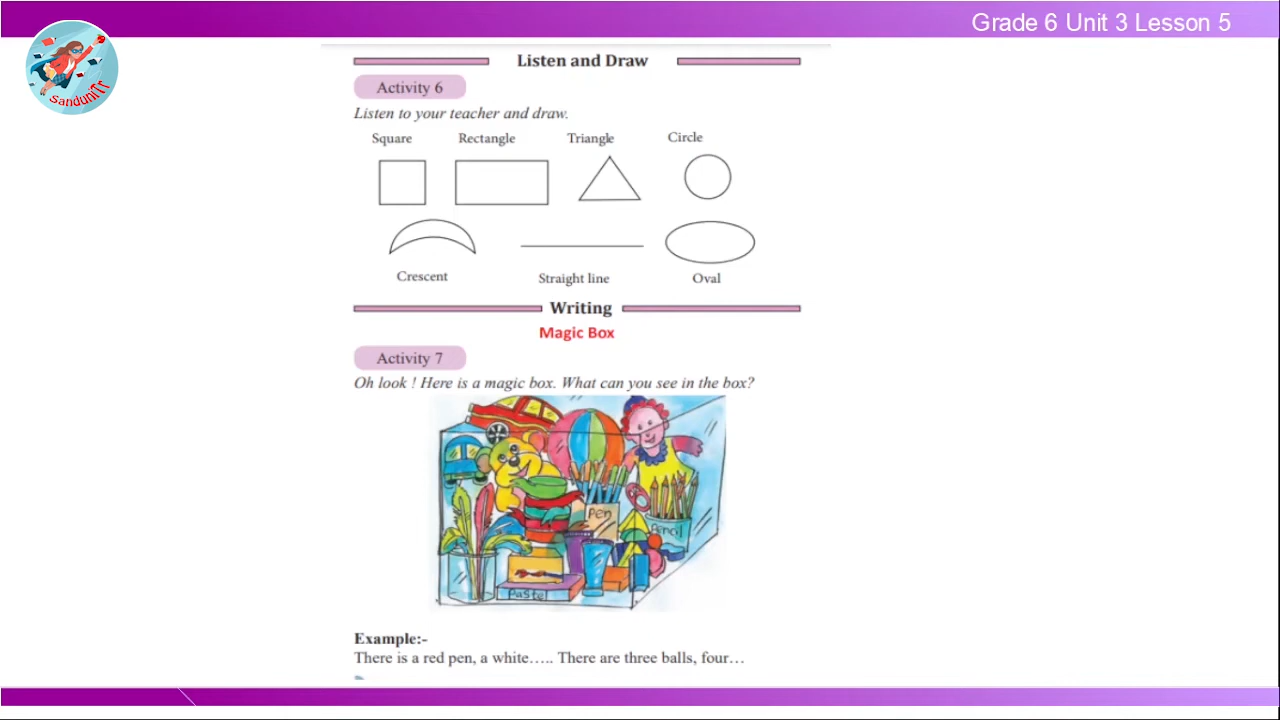 Grade 6 Unit 3 Lesson 5
SanduniTr
Listen and Draw
Activity 6
Listen to your teacher and draw.
Square Rectangle Triangle Circle
Crescent Straight line Oval
Writing
Magic Box
Activity 7
Oh look ! Here is a magic box. What can you see in the box?
Pen
Pencil
Pastel
Example:-
There is a red pen, a white….. There are three balls, four…